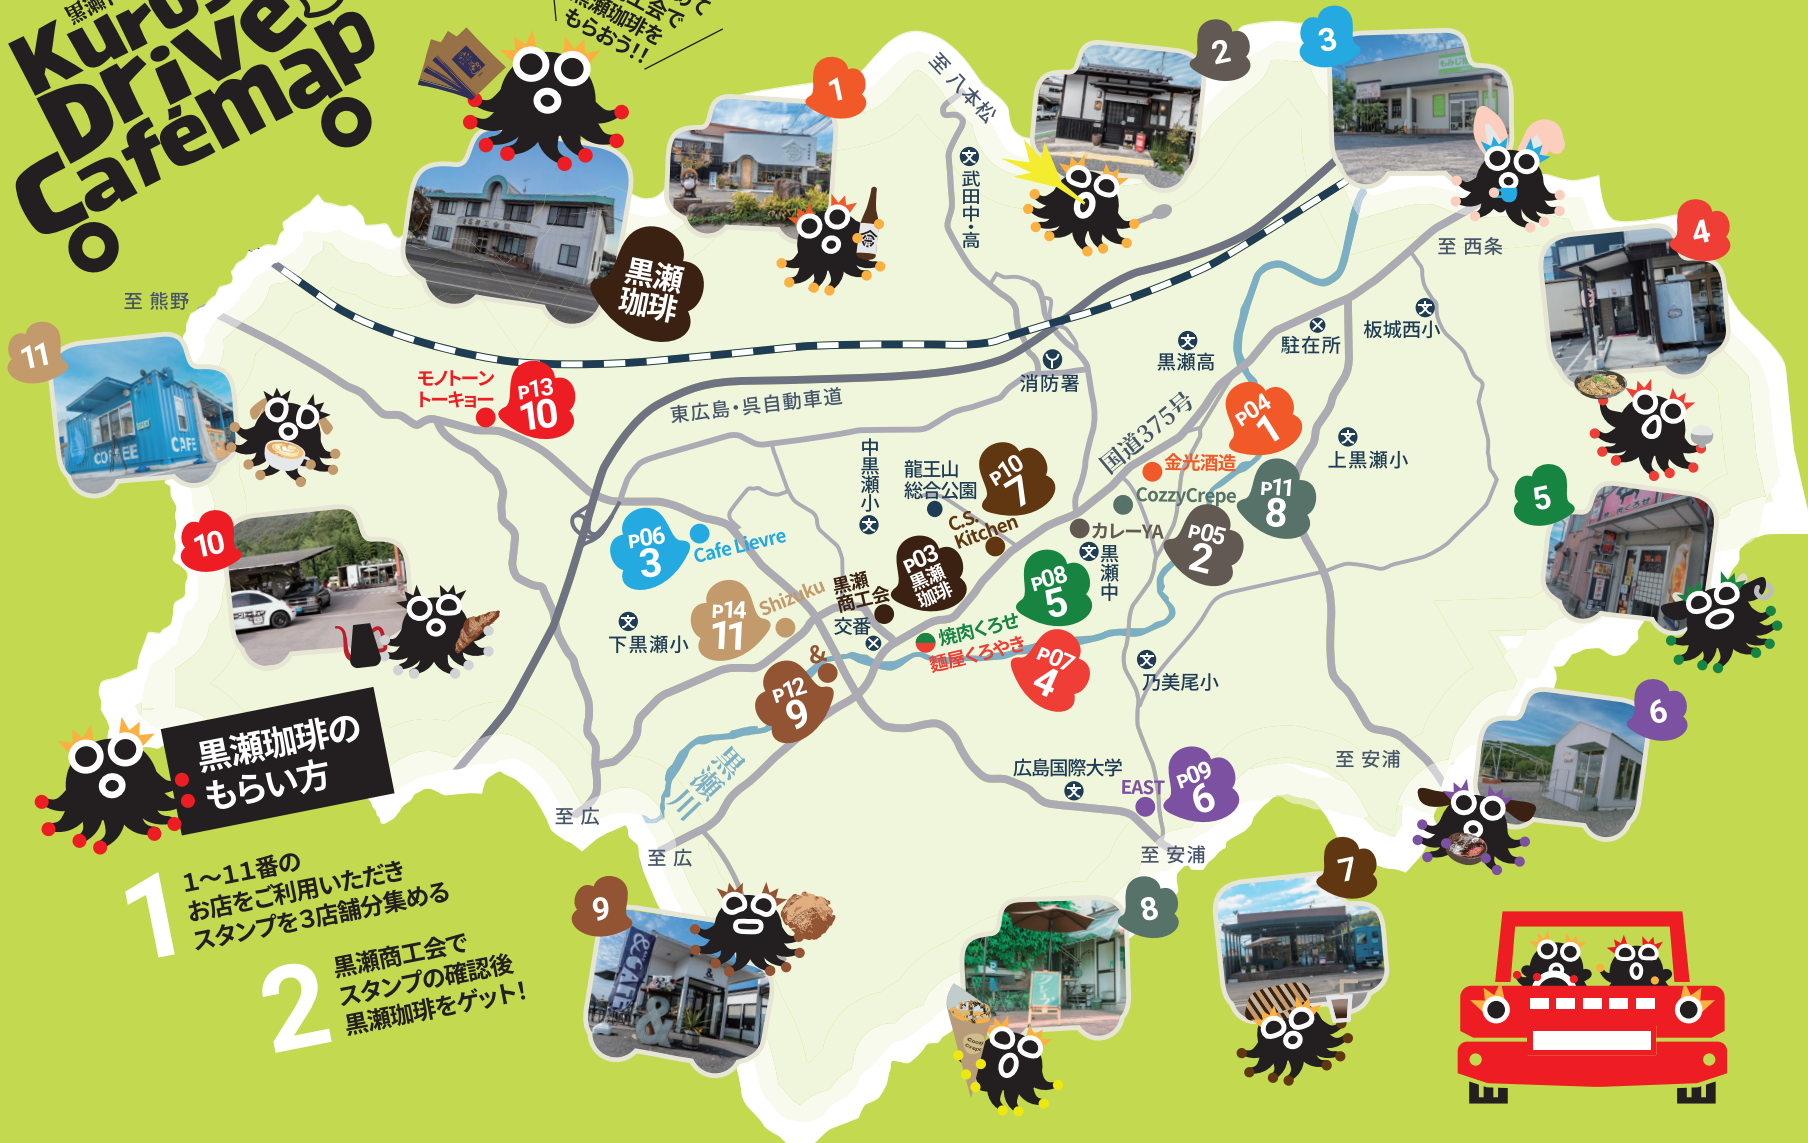 Drive
Cafémap
もらおう!!
1
2
3
4
5
6
7
8
9
10
11
黒瀬
珈琲
至 八本松
武田中・高
至 西条
至 熊野
モノトーン
トーキョー
P13
10
東広島・呉自動車道
消防署
黒瀬高
駐在所
板城西小
国道375号
P04
1
金光酒造
上黒瀬小
中黒瀬小
龍王山
総合公園
P10
7
C.S.
Kitchen
CozzyCrepe
P11
8
カレーYA
P05
2
黒瀬中
P06
3
Cafe Lievre
P03
黒瀬
珈琲
黒瀬
商工会
P08
5
焼肉くろせ
麺屋くろやき
P07
4
P14
11
Shizuku
交番
下黒瀬小
&
P12
9
乃美尾小
黒瀬川
広島国際大学
EAST
P09
6
至 安浦
至 安浦
至 広
至 広
COFFEE
CAFE
黒瀬珈琲の
もらい方
1
1〜11番の
お店をご利用いただき
スタンプを3店舗分集める
2
黒瀬商工会で
スタンプの確認後
黒瀬珈琲をゲット!